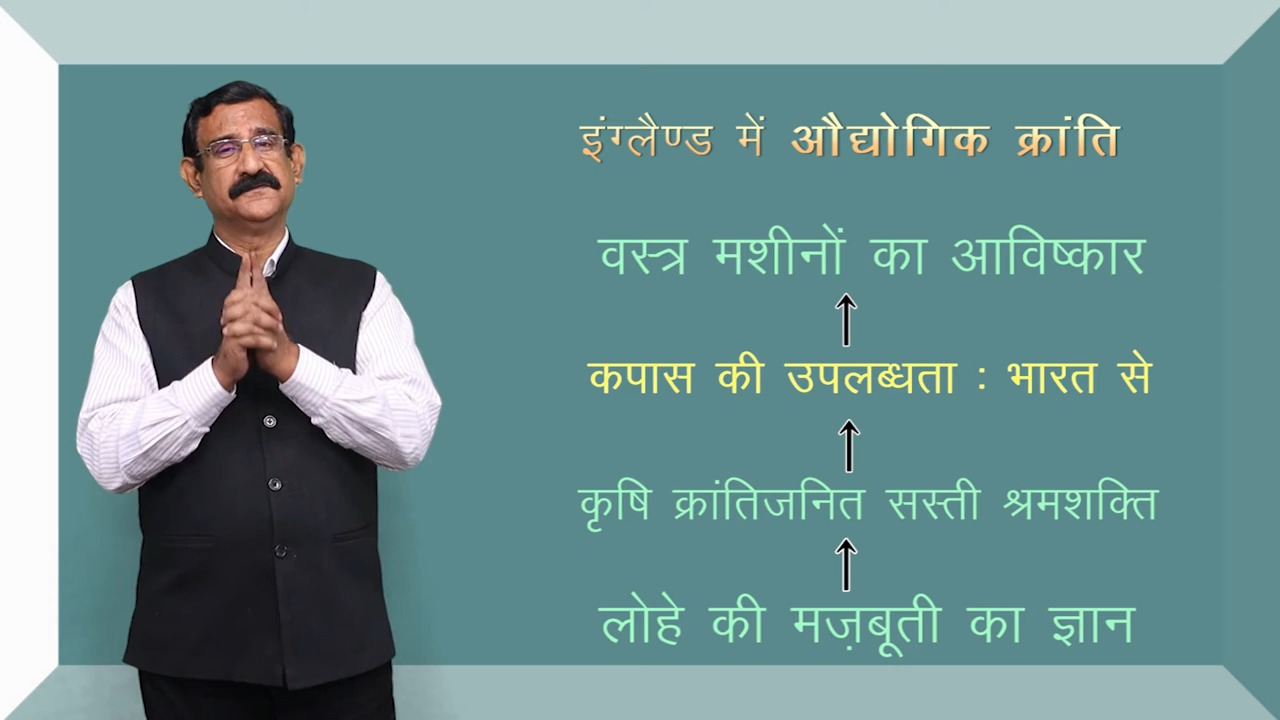 इंग्लैण्ड में औद्योगिक क्रांति
वस्त्र मशीनों का आविष्कार
कपास की उपलब्धता : भारत से
कृषि क्रांतिजनित सस्ती श्रमशक्ति
लोहे की मज़बूती का ज्ञान